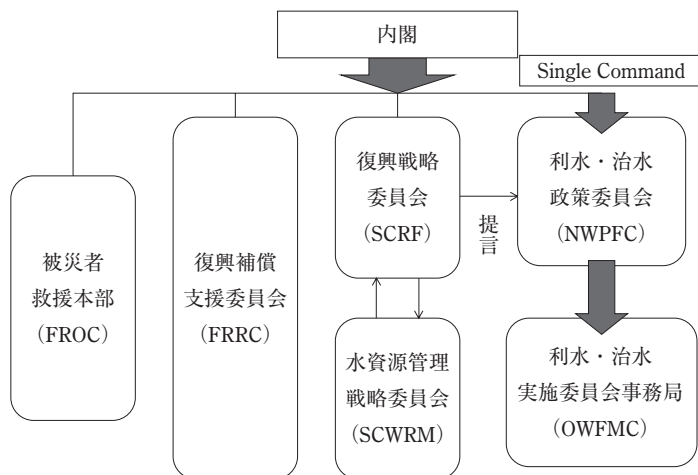 内閣
Single Command
復興戦略
委員会
(SCRF)
利水・治水
政策委員会
(NWPFC)
提言
被災者
救援本部
(FROC)
復興補償
支援委員会
(FRRC)
水資源管理
戦略委員会
(SCWRM)
利水・治水
実施委員会事務局
(OWFMC)